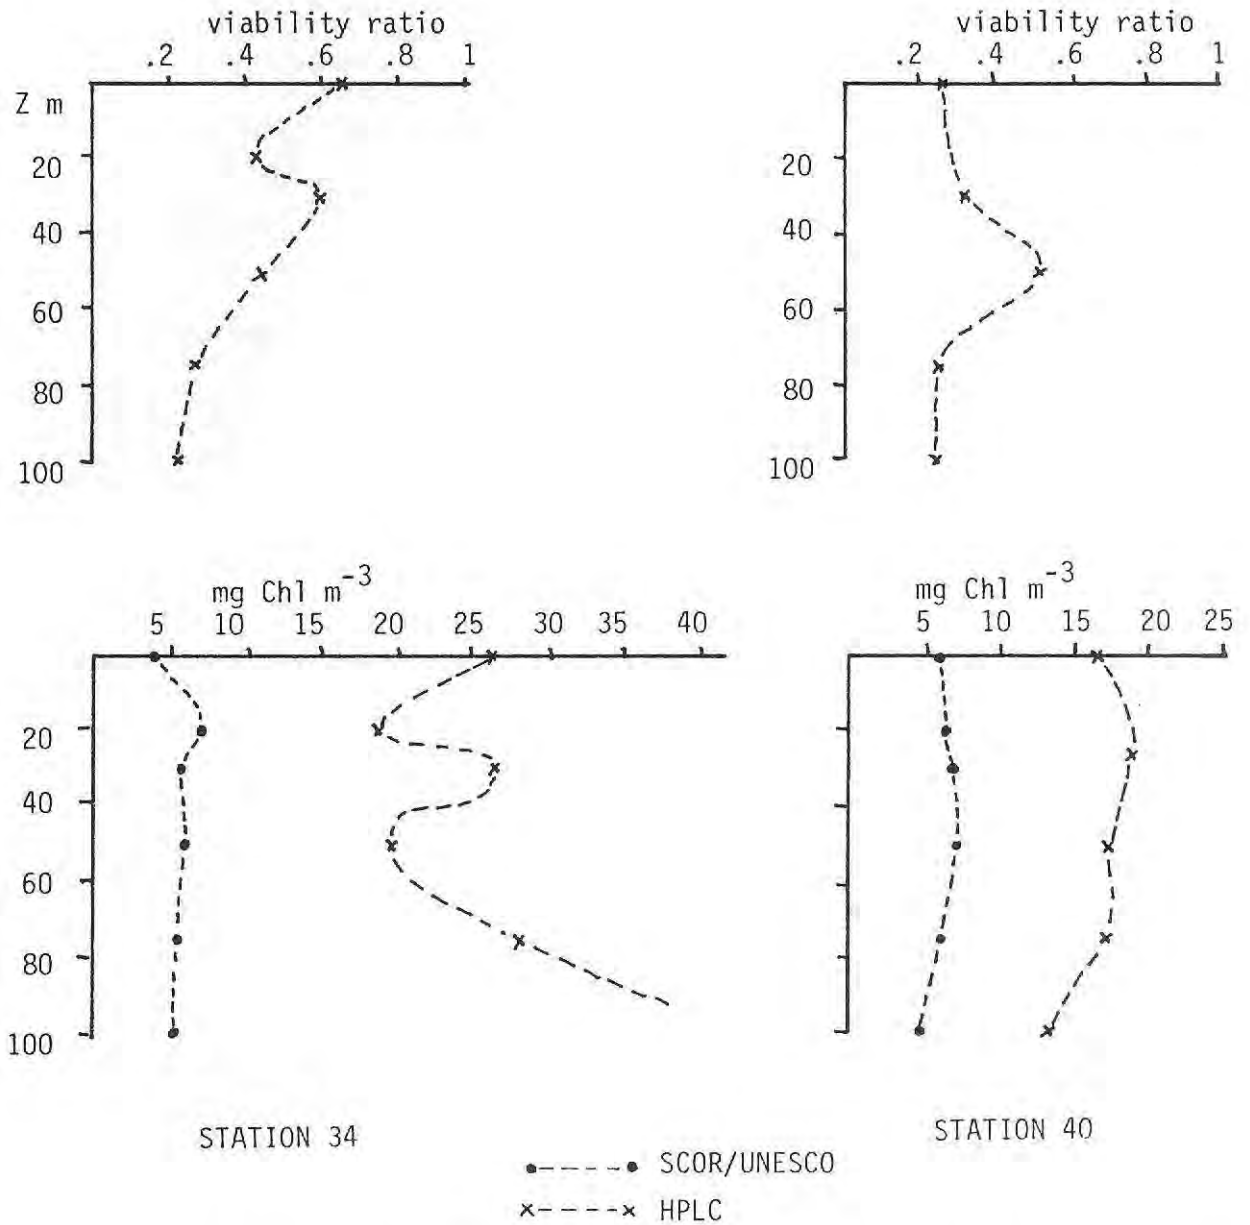 viability ratio
.2 .4 .6 .8 1
Z m
20
40
60
80
100
viability ratio
.2 .4 .6 .8 1
20
40
60
80
100
mg Chl m-3
5 10 15 20 25 30 35 40
20
40
60
80
100
mg Chl m-3
5 10 15 20 25
STATION 34
STATION 40
SCOR/UNESCO
HPLC